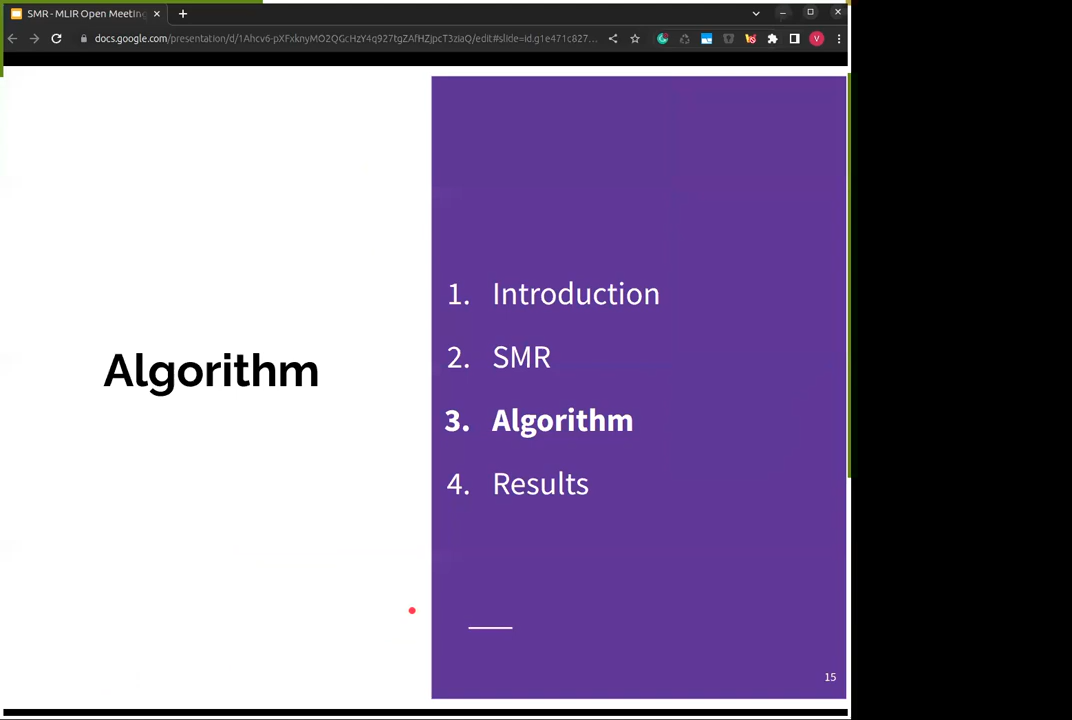 SMR - MLIR Open Meeting
docs.google.com/presentation/d/1Ahcv6-pXFxknyMO2QGcHzY4q927tgZAfHZjpcT3ziaQ/edit#slide=id.g1e471c827...
V
Algorithm
1. Introduction
2. SMR
3. Algorithm
4. Results
15